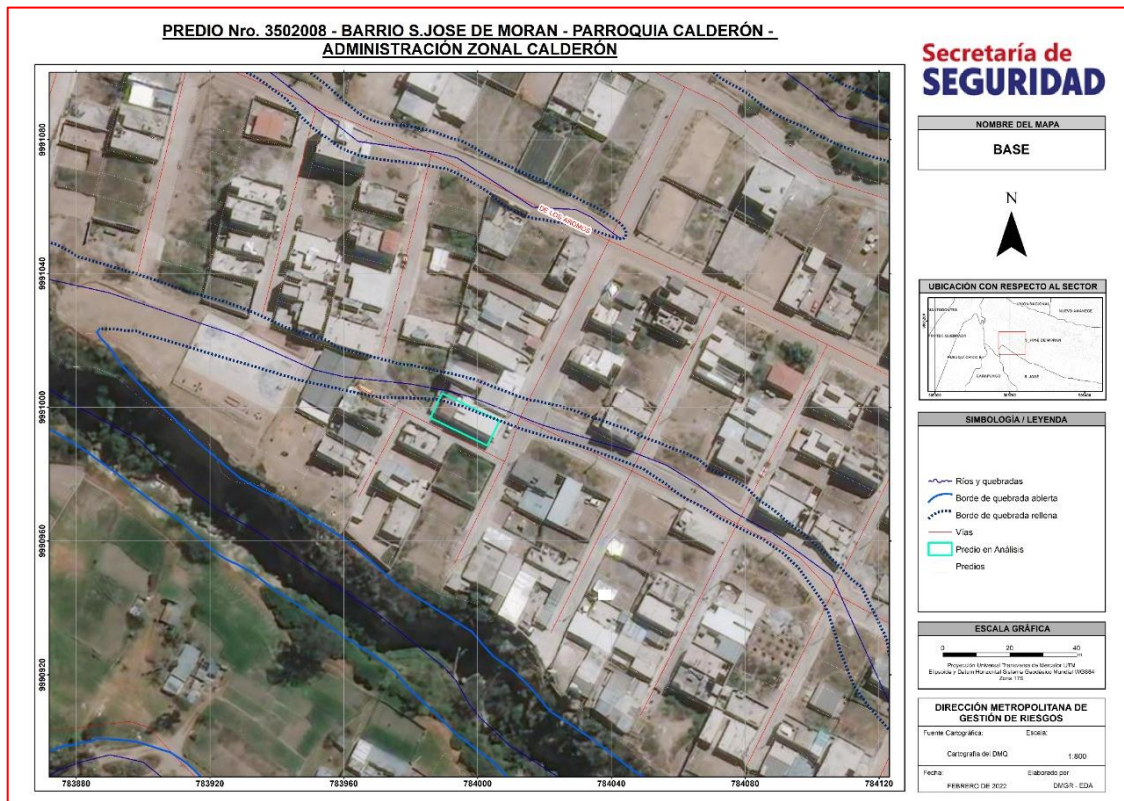 PREDIO Nro. 3502008 - BARRIO S.JOSE DE MORAN - PARROQUIA CALDERÓN -
ADMINISTRACIÓN ZONAL CALDERÓN
Secretaría de
SEGURIDAD
NOMBRE DEL MAPA
BASE
N
UBICACIÓN CON RESPECTO AL SECTOR
SIMBOLOGÍA / LEYENDA
Ríos y quebradas
Borde de quebrada abierta
Borde de quebrada rellena
Vías
Predio en Análisis
Predios
ESCALA GRÁFICA
0 20 40
m
Proyección Universal Transversa de Mercator UTM
Elipsoide y Datum Horizontal Sistema Geodésico Mundial WGS84
DIRECCIÓN METROPOLITANA DE
GESTIÓN DE RIESGOS
Fuente Cartográfica: Escala:
Cartografía del DMQ 1:800
Fecha: Elaborado por:
FEBRERO DE 2022 DMGR - EDA
DE LOS AROMOS
9991080
9991040
9991000
9990960
9990920
783880 783920 783960 784000 784040 784080 784120